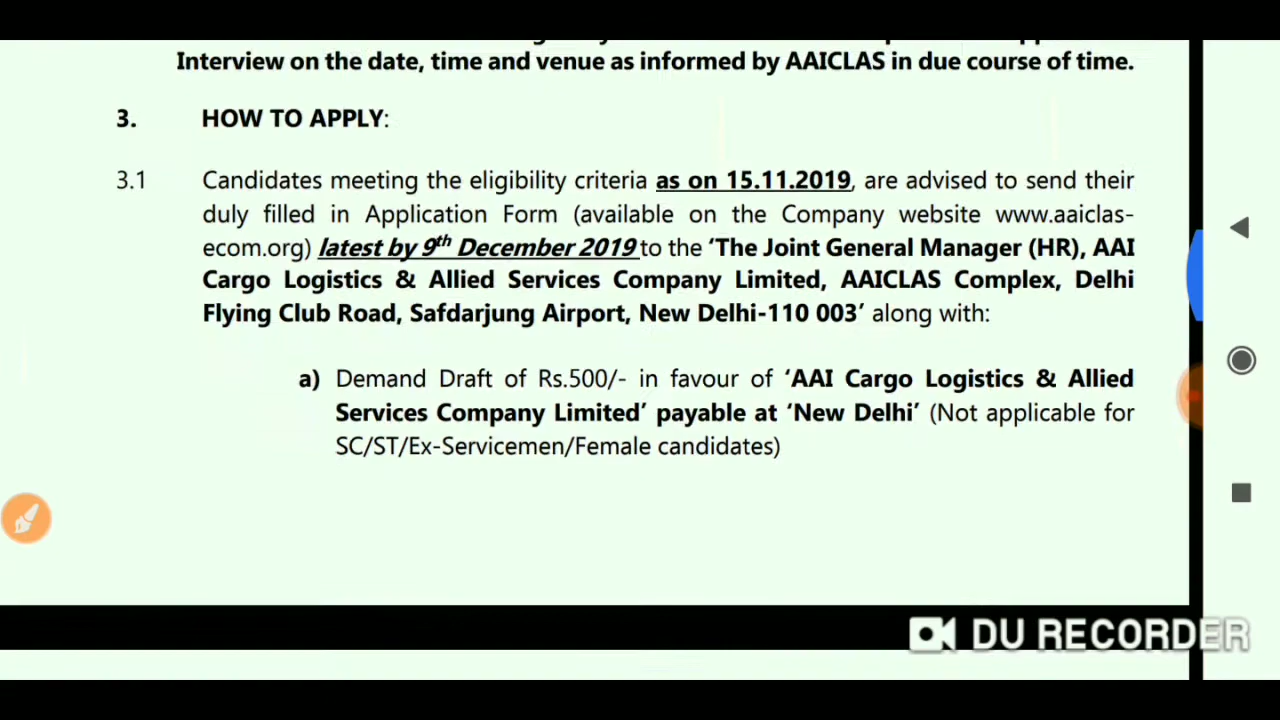 Interview on the date, time and venue as informed by AAICLAS in due course of time.
3. HOW TO APPLY:
3.1 Candidates meeting the eligibility criteria as on 15.11.2019, are advised to send their
duly filled in Application Form (available on the Company website www.aaiclas-
ecom.org) latest by 9th December 2019 to the ‘The Joint General Manager (HR), AAI
Cargo Logistics & Allied Services Company Limited, AAICLAS Complex, Delhi
Flying Club Road, Safdarjung Airport, New Delhi-110 003’ along with:
a) Demand Draft of Rs.500/- in favour of ‘AAI Cargo Logistics & Allied
Services Company Limited’ payable at ‘New Delhi’ (Not applicable for
SC/ST/Ex-Servicemen/Female candidates)
DU RECORDER